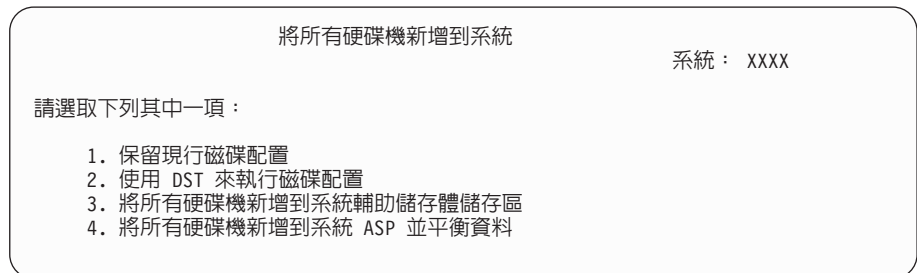 將所有硬碟機新增到系統
系統： XXXX
請選取下列其中一項：
1. 保留現行磁碟配置
2. 使用 DST 來執行磁碟配置
3. 將所有硬碟機新增到系統輔助儲存體儲存區
4. 將所有硬碟機新增到系統 ASP 並平衡資料